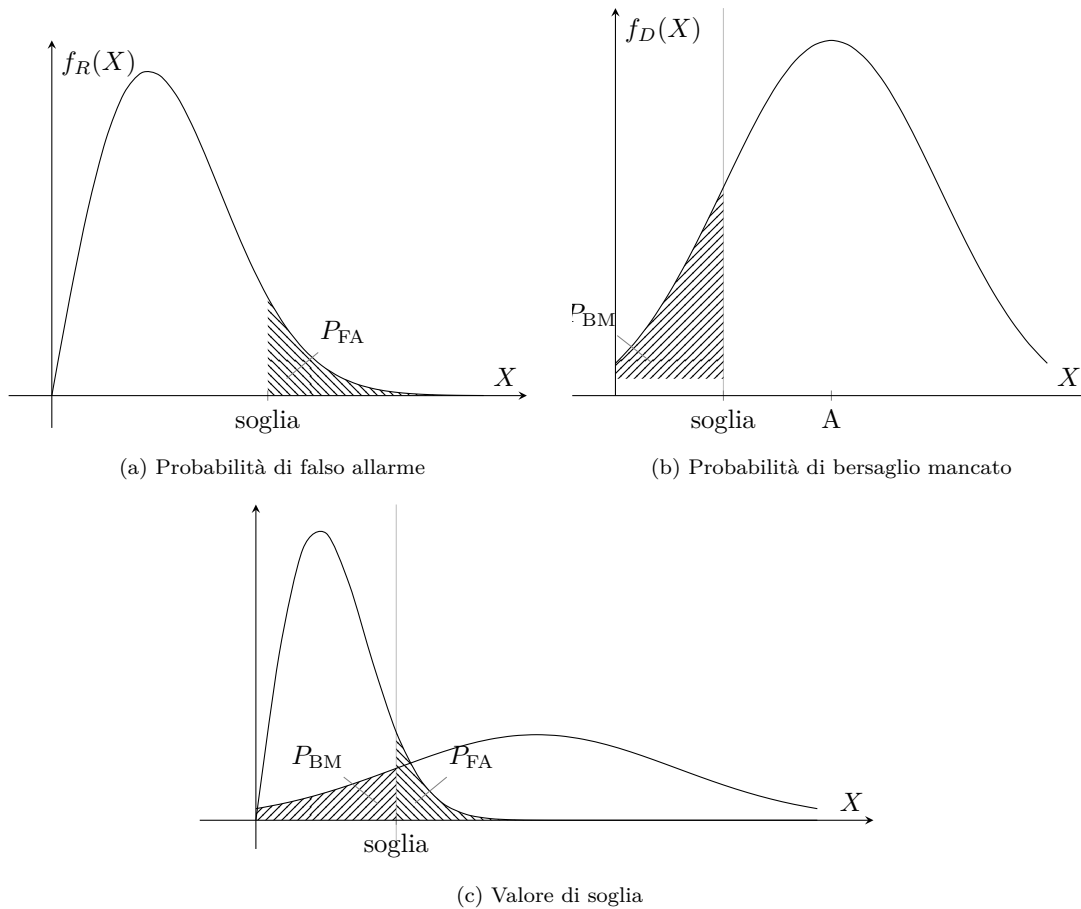 f_R(X)
P_FA
X
soglia
(a) Probabilità di falso allarme
f_D(X)
P_BM
X
soglia
A
(b) Probabilità di bersaglio mancato
P_BM
P_FA
X
soglia
(c) Valore di soglia